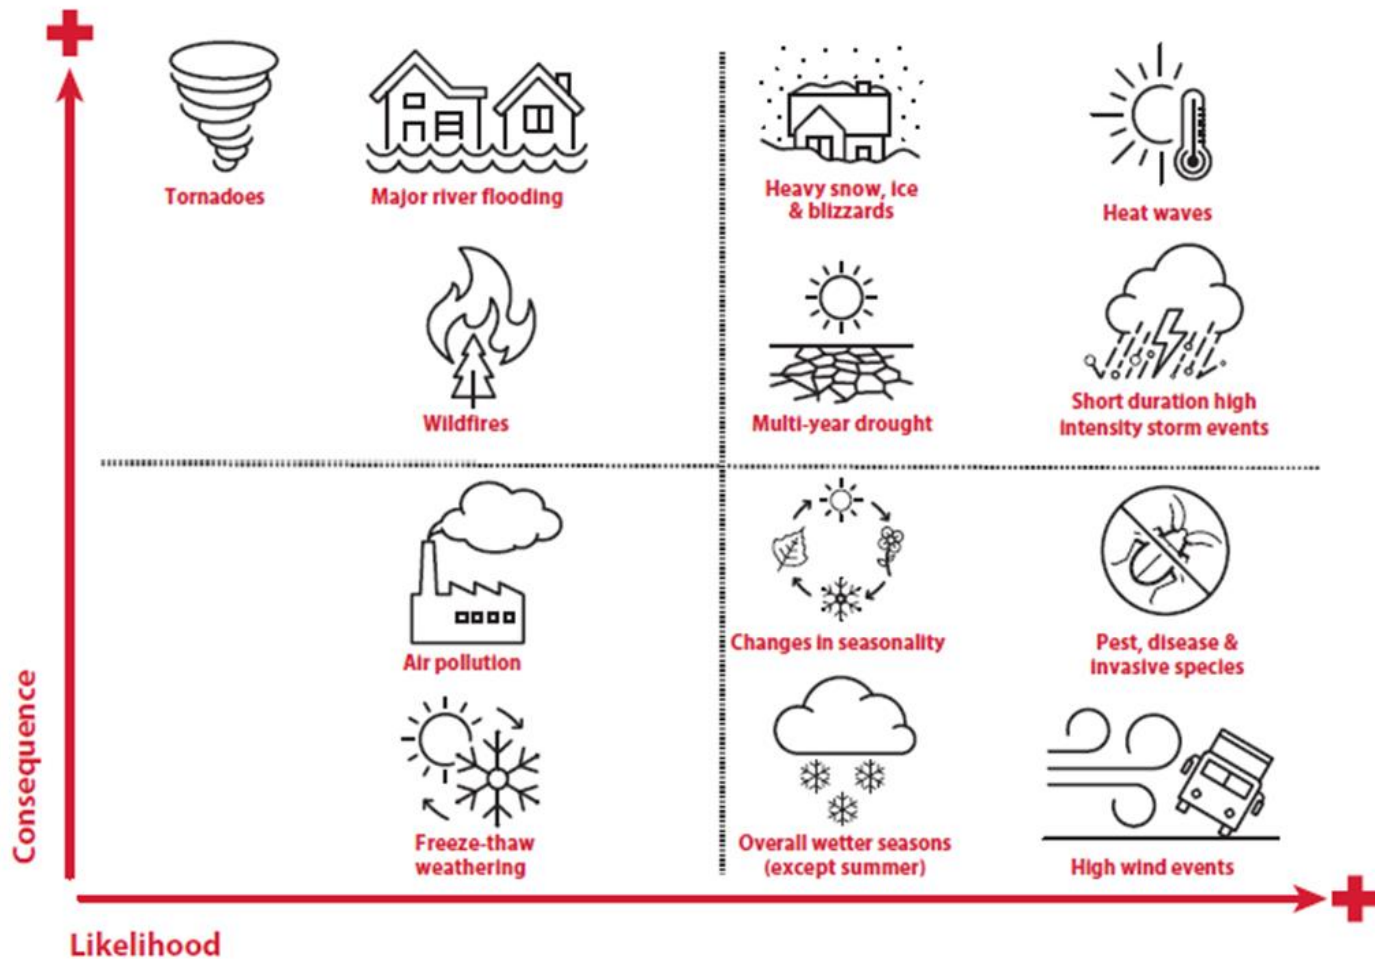 Tornadoes
Major river flooding
Heavy snow, ice
& blizzards
Heat waves
Wildfires
Multi-year drought
Short duration high
intensity storm events
Air pollution
Changes in seasonality
Pest, disease &
invasive species
Freeze-thaw
weathering
Overall wetter seasons
(except summer)
High wind events
Consequence
Likelihood